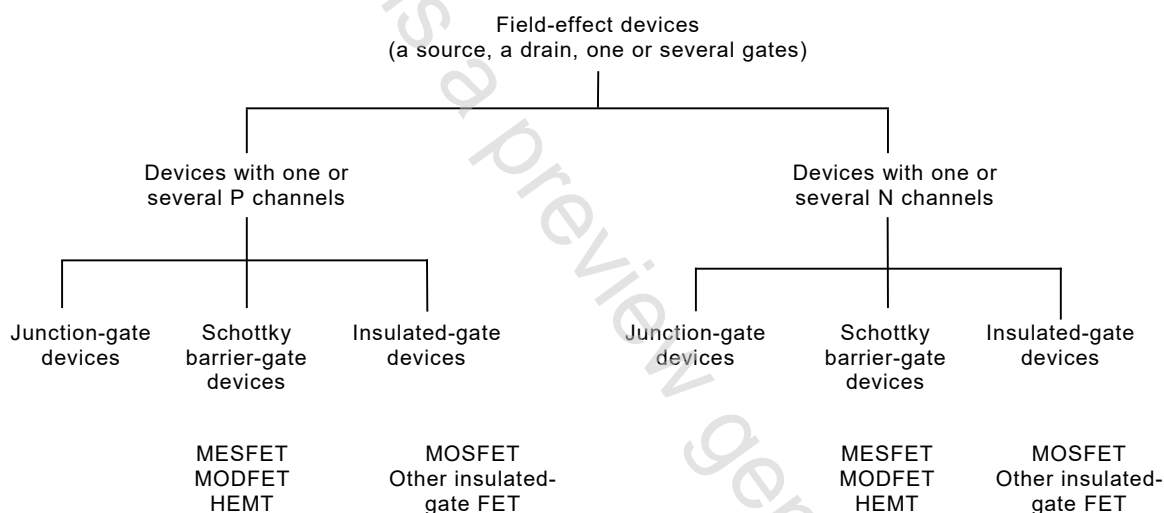 Field-effect devices
(a source, a drain, one or several gates)
Devices with one or
several P channels
Devices with one or
several N channels
Junction-gate
devices
Schottky
barrier-gate
devices
Insulated-gate
devices
Junction-gate
devices
Schottky
barrier-gate
devices
Insulated-gate
devices
MESFET
MODFET
HEMT
MOSFET
Other insulated-
gate FET
MESFET
MODFET
HEMT
MOSFET
Other insulated-
gate FET
s a preview gen